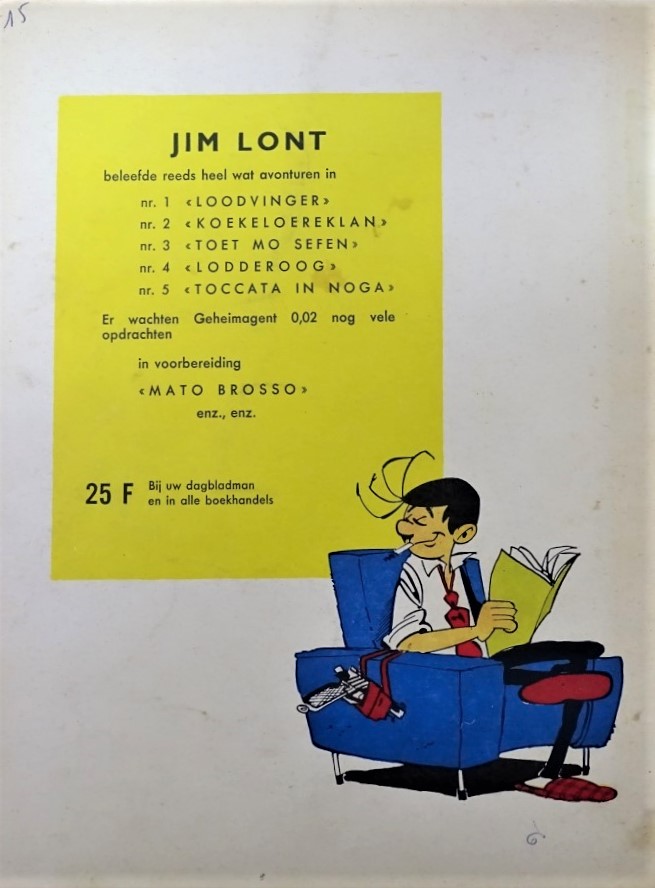 15
JIM LONT
beleefde reeds heel wat avonturen in
nr. 1 «LOODVINGER»
nr. 2 «KOEKELOEREKLAN»
nr. 3 «TOET MO SEFEN»
nr. 4 «LODDEROOG»
nr. 5 «TOCCATA IN NOGA»
Er wachten Geheimagent 0,02 nog vele
opdrachten
in voorbereiding
«MATO BROSSO»
enz., enz.
25 F Bij uw dagbladman
en in alle boekhandels